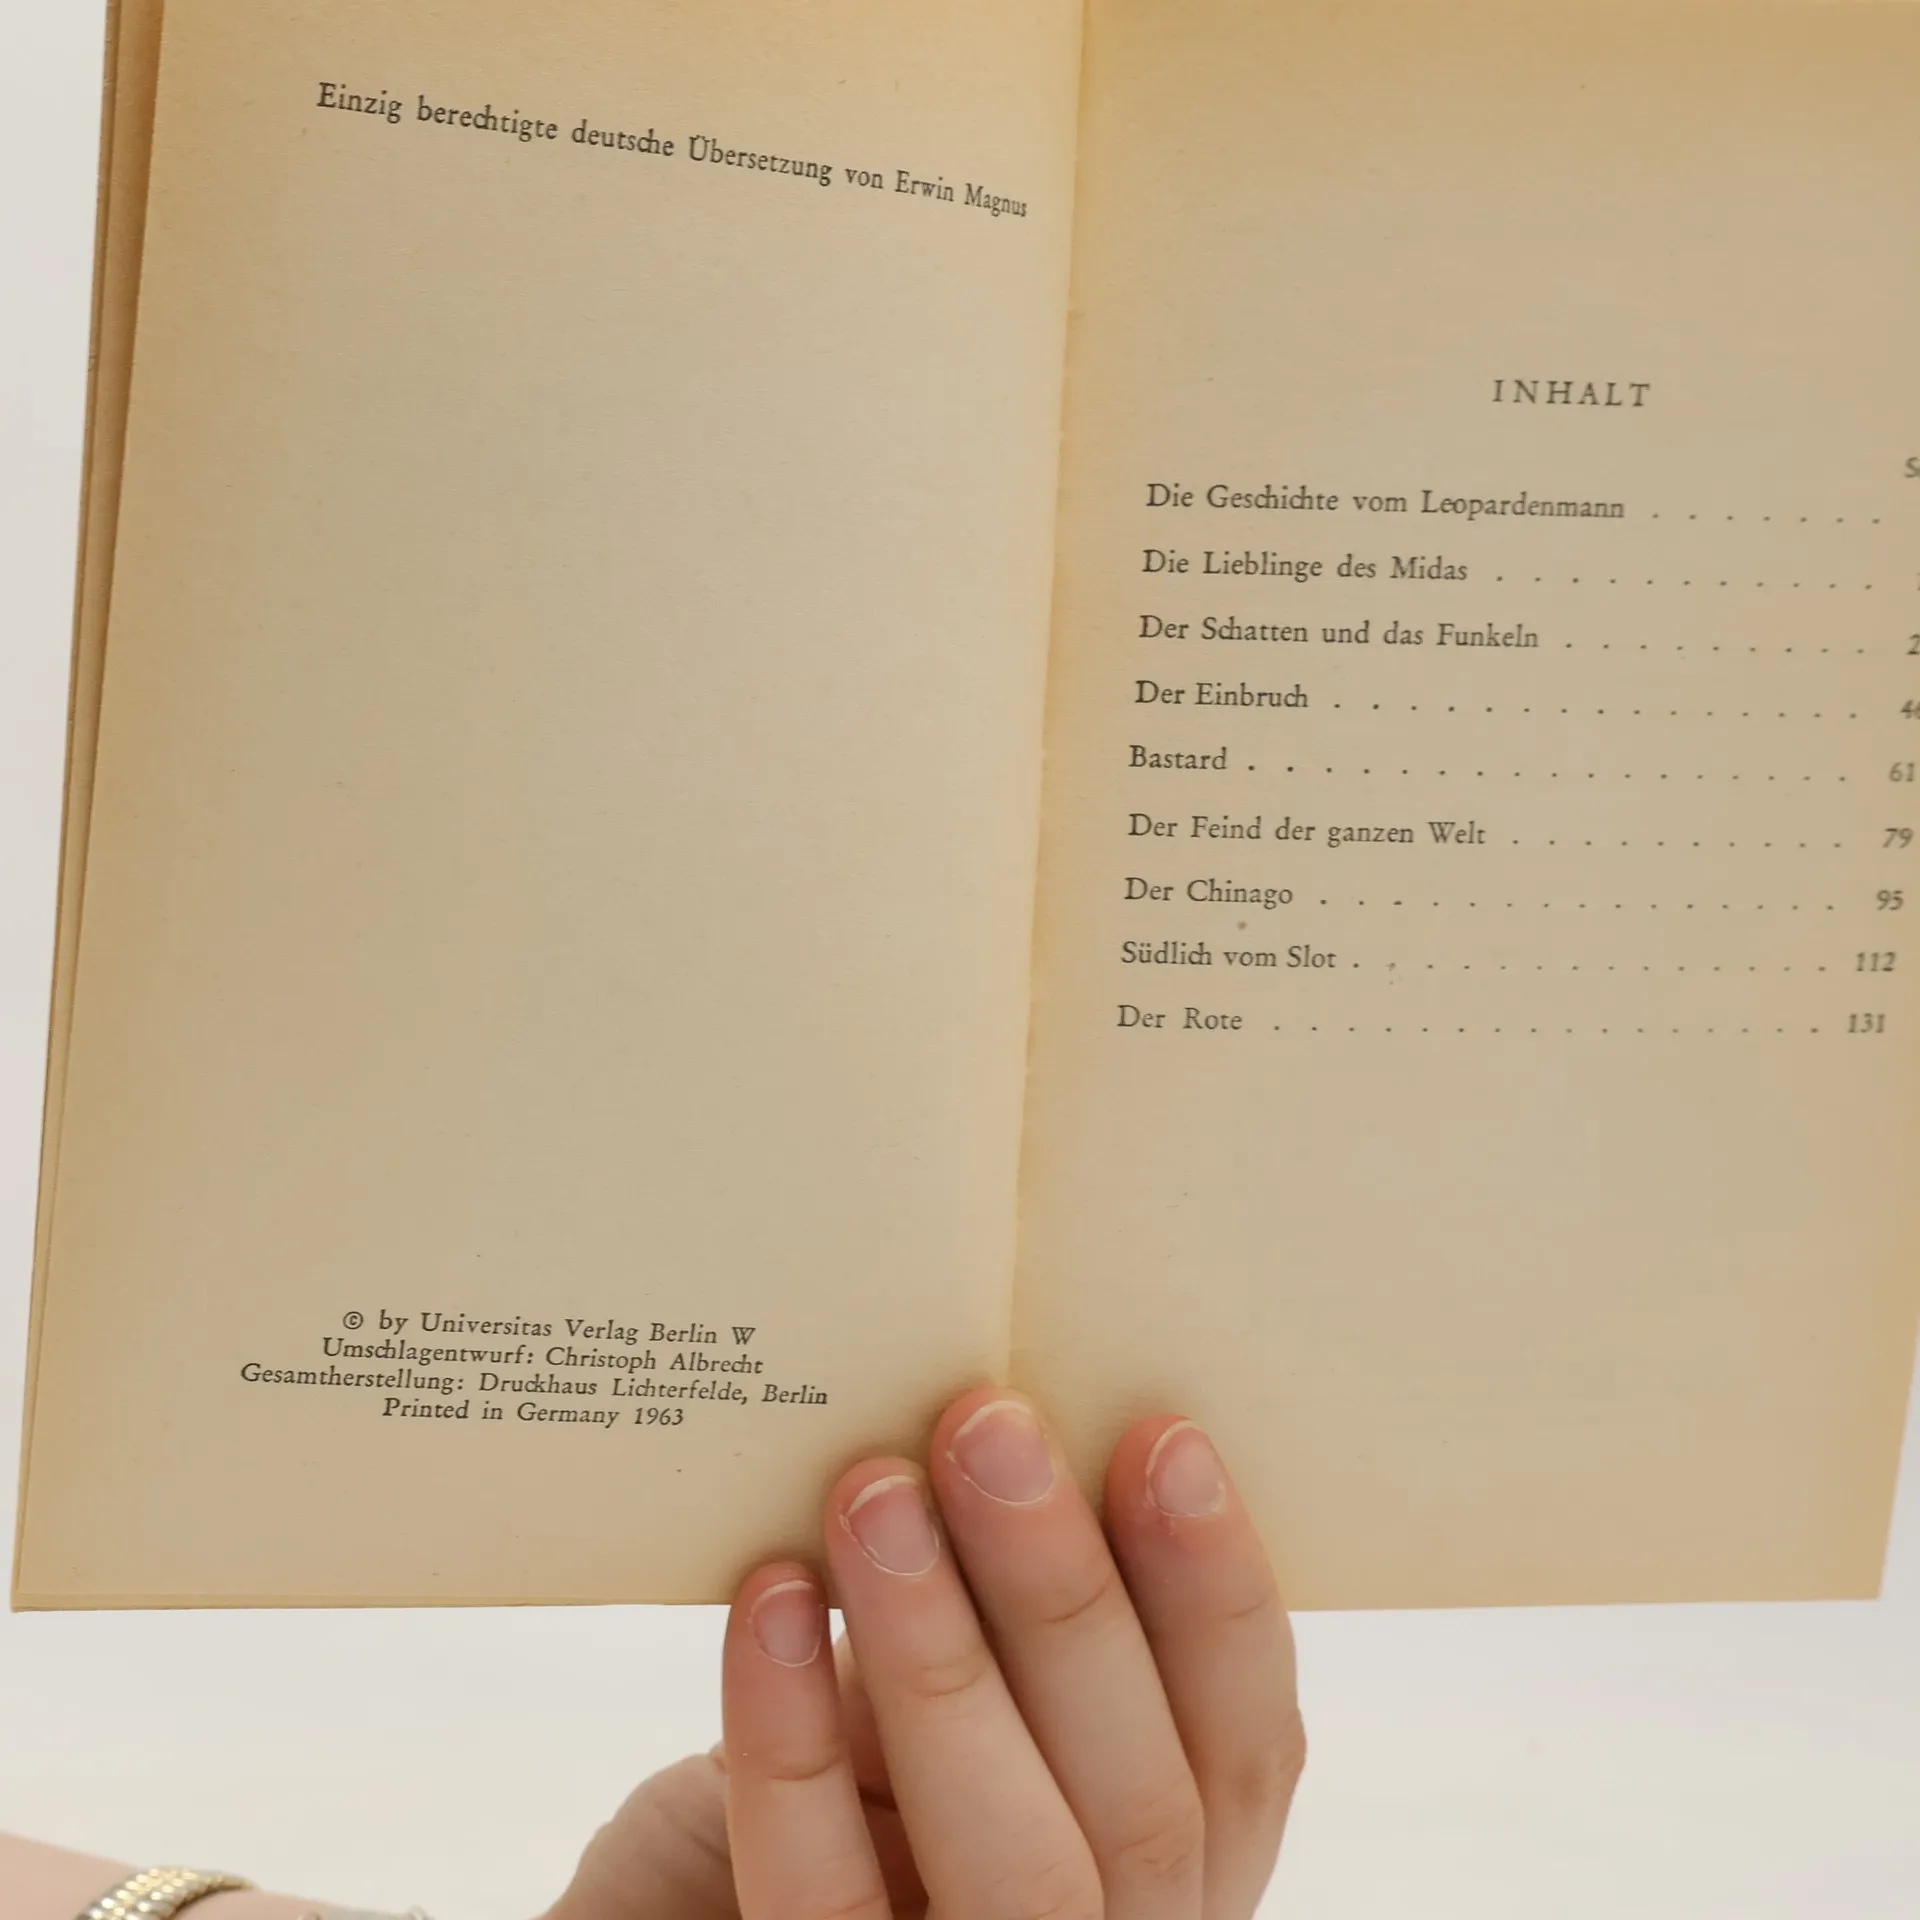 Einzig berechtigte deutsche Übersetzung von Erwin Magnus
© by Universitas Verlag Berlin W
Umschlagentwurf: Christoph Albrecht
Gesamtherstellung: Druckhaus Lichterfelde, Berlin
Printed in Germany 1963
INHALT
Die Geschichte vom Leopardenmann . . . . . . .
Die Lieblinge des Midas . . . . . . . . . . .
Der Schatten und das Funkeln . . . . . . . . .
Der Einbruch . . . . . . . . . . . . . . . 46
Bastard . . . . . . . . . . . . . . . . . 61
Der Feind der ganzen Welt . . . . . . . . . . 79
Der Chinago . . . . . . . . . . . . . . . 95
Südlich vom Slot . . . . . . . . . . . . . . 112
Der Rote . . . . . . . . . . . . . . . . 131